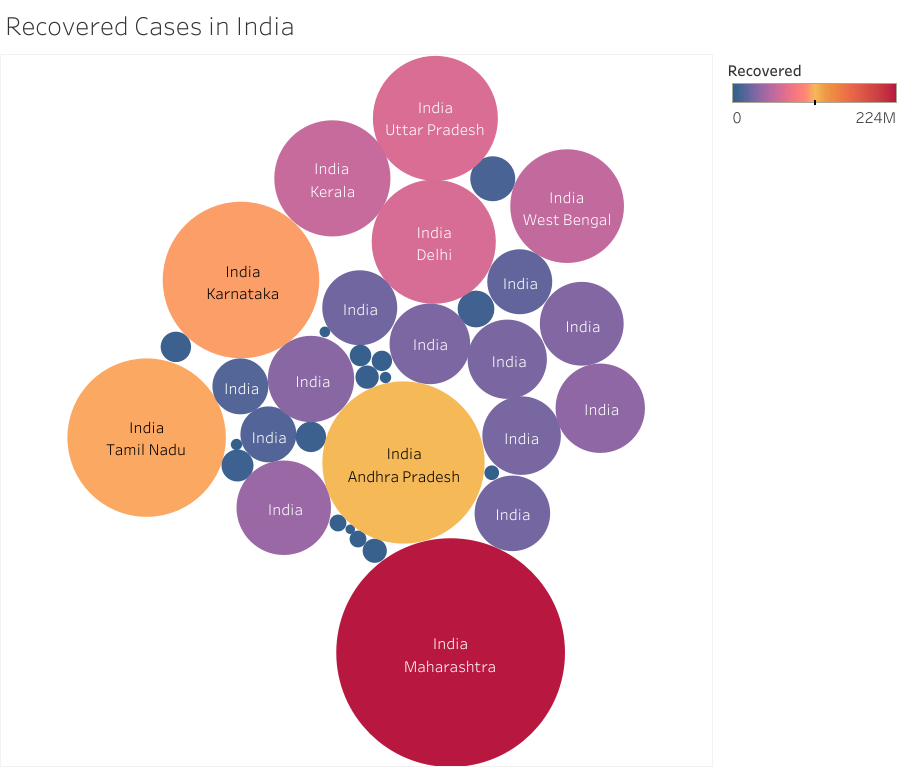 Recovered Cases in India
Recovered
0
224M
India
Uttar Pradesh
India
Kerala
India
West Bengal
India
Delhi
India
Karnataka
India
India
India
India
India
India
India
India
India
Tamil Nadu
India
India
India
Andhra Pradesh
India
India
India
Maharashtra